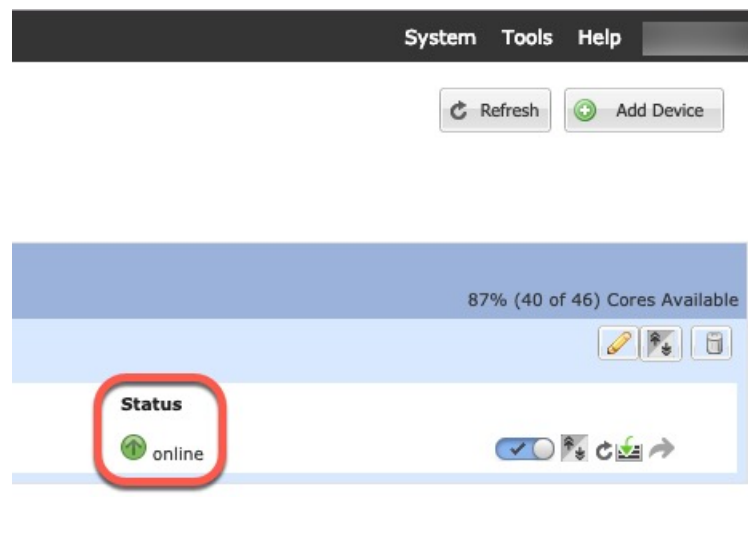 System Tools Help
Refresh Add Device
87% (40 of 46) Cores Available
Status
online